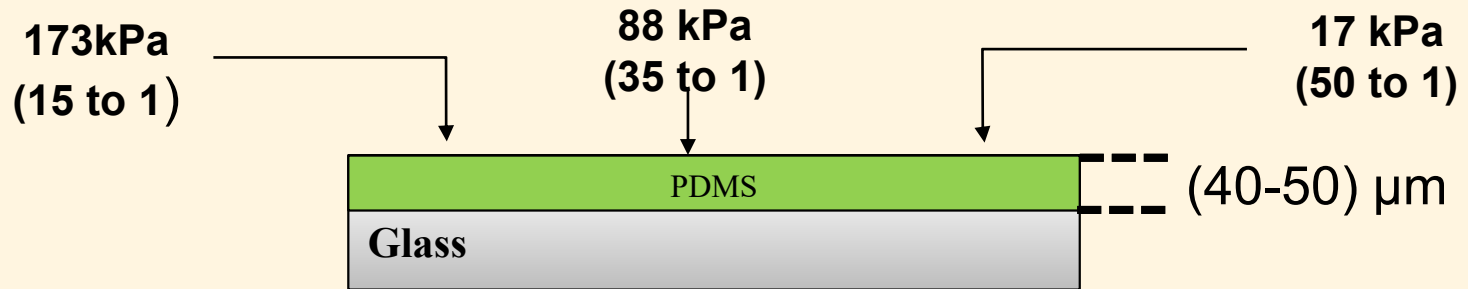 173kPa
(15 to 1)
88 kPa
(35 to 1)
17 kPa
(50 to 1)
PDMS
(40-50) µm
Glass